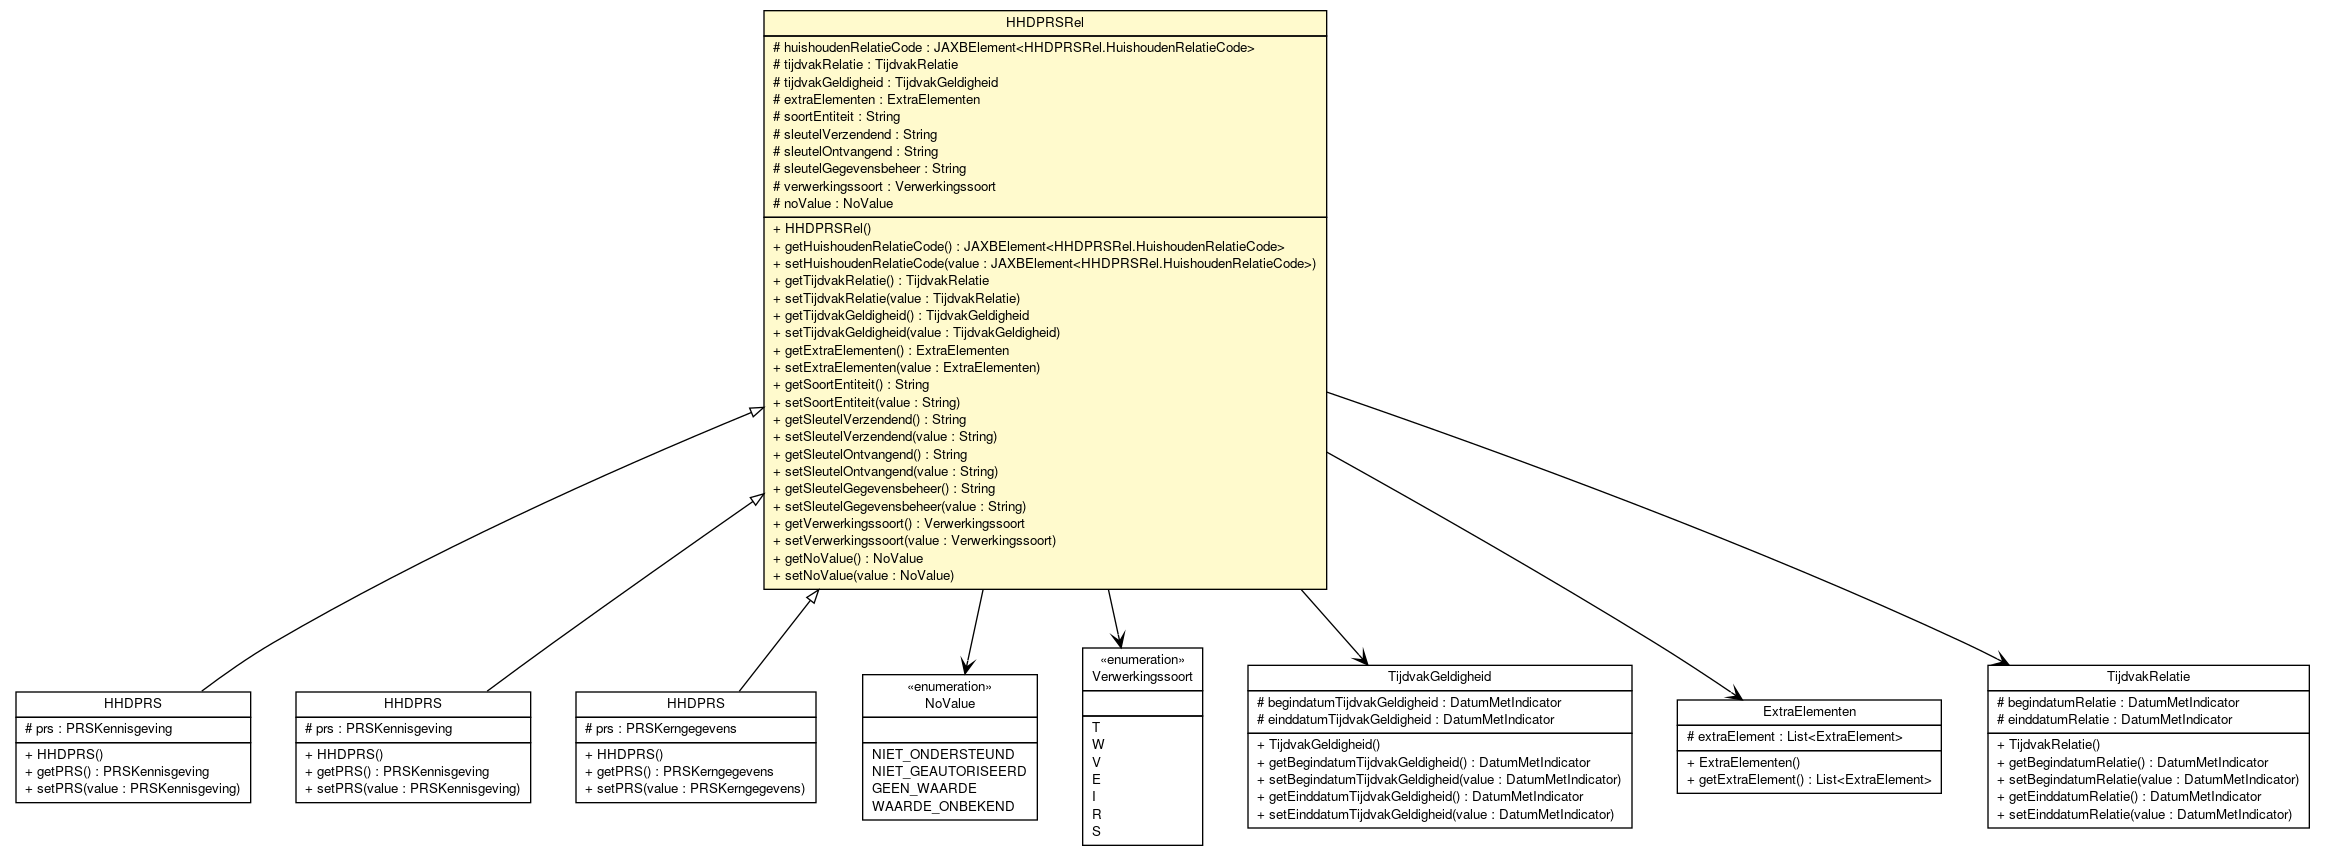 HHDPRSRel
# huishoudenRelatieCode : JAXBElement<HHDPRSRel.HuishoudenRelatieCode>
# tijdvakRelatie : TijdvakRelatie
# tijdvakGeldigheid : TijdvakGeldigheid
# extraElementen : ExtraElementen
# soortEntiteit : String
# sleutelVerzendend : String
# sleutelOntvangend : String
# sleutelGegevensbeheer : String
# verwerkingssoort : Verwerkingssoort
# noValue : NoValue
+ HHDPRSRel()
+ getHuishoudenRelatieCode() : JAXBElement<HHDPRSRel.HuishoudenRelatieCode>
+ setHuishoudenRelatieCode(value : JAXBElement<HHDPRSRel.HuishoudenRelatieCode>)
+ getTijdvakRelatie() : TijdvakRelatie
+ setTijdvakRelatie(value : TijdvakRelatie)
+ getTijdvakGeldigheid() : TijdvakGeldigheid
+ setTijdvakGeldigheid(value : TijdvakGeldigheid)
+ getExtraElementen() : ExtraElementen
+ setExtraElementen(value : ExtraElementen)
+ getSoortEntiteit() : String
+ setSoortEntiteit(value : String)
+ getSleutelVerzendend() : String
+ setSleutelVerzendend(value : String)
+ getSleutelOntvangend() : String
+ setSleutelOntvangend(value : String)
+ getSleutelGegevensbeheer() : String
+ setSleutelGegevensbeheer(value : String)
+ getVerwerkingssoort() : Verwerkingssoort
+ setVerwerkingssoort(value : Verwerkingssoort)
+ getNoValue() : NoValue
+ setNoValue(value : NoValue)
HHDPRS
# prs : PRSKennisgeving
+ HHDPRS()
+ getPRS() : PRSKennisgeving
+ setPRS(value : PRSKennisgeving)
HHDPRS
# prs : PRSKennisgeving
+ HHDPRS()
+ getPRS() : PRSKennisgeving
+ setPRS(value : PRSKennisgeving)
HHDPRS
# prs : PRSKerngegevens
+ HHDPRS()
+ getPRS() : PRSKerngegevens
+ setPRS(value : PRSKerngegevens)
«enumeration»
NoValue
NIET_ONDERSTEUND
NIET_GEAUTORISEERD
GEEN_WAARDE
WAARDE_ONBEKEND
«enumeration»
Verwerkingssoort
T
W
V
E
I
R
S
TijdvakGeldigheid
# begindatumTijdvakGeldigheid : DatumMetIndicator
# einddatumTijdvakGeldigheid : DatumMetIndicator
+ TijdvakGeldigheid()
+ getBegindatumTijdvakGeldigheid() : DatumMetIndicator
+ setBegindatumTijdvakGeldigheid(value : DatumMetIndicator)
+ getEinddatumTijdvakGeldigheid() : DatumMetIndicator
+ setEinddatumTijdvakGeldigheid(value : DatumMetIndicator)
ExtraElementen
# extraElement : List<ExtraElement>
+ ExtraElementen()
+ getExtraElement() : List<ExtraElement>
TijdvakRelatie
# begindatumRelatie : DatumMetIndicator
# einddatumRelatie : DatumMetIndicator
+ TijdvakRelatie()
+ getBegindatumRelatie() : DatumMetIndicator
+ setBegindatumRelatie(value : DatumMetIndicator)
+ getEinddatumRelatie() : DatumMetIndicator
+ setEinddatumRelatie(value : DatumMetIndicator)